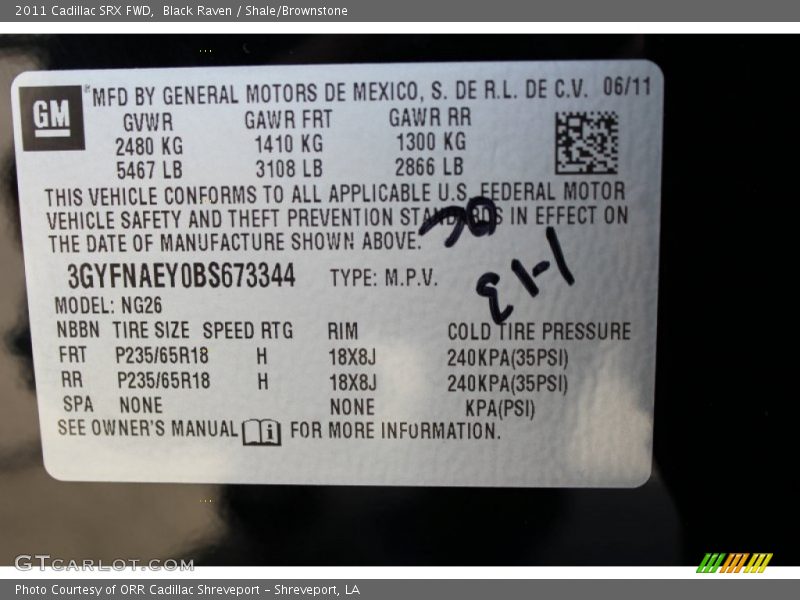 2011 Cadillac SRX FWD, Black Raven / Shale/Brownstone
GM
® MFD BY GENERAL MOTORS DE MEXICO, S. DE R.L. DE C.V. 06/11
GVWR GAWR FRT GAWR RR
2480 KG 1410 KG 1300 KG
5467 LB 3108 LB 2866 LB
THIS VEHICLE CONFORMS TO ALL APPLICABLE U.S. FEDERAL MOTOR
VEHICLE SAFETY AND THEFT PREVENTION STANDARDS IN EFFECT ON
THE DATE OF MANUFACTURE SHOWN ABOVE.
3GYFNAEY0BS673344 TYPE: M.P.V.
1-13
MODEL: NG26
NBBN TIRE SIZE SPEED RTG RIM COLD TIRE PRESSURE
FRT P235/65R18 H 18X8J 240KPA(35PSI)
RR P235/65R18 H 18X8J 240KPA(35PSI)
SPA NONE NONE KPA(PSI)
SEE OWNER'S MANUAL i FOR MORE INFORMATION.
GTCARLOT.COM
Photo Courtesy of ORR Cadillac Shreveport - Shreveport, LA